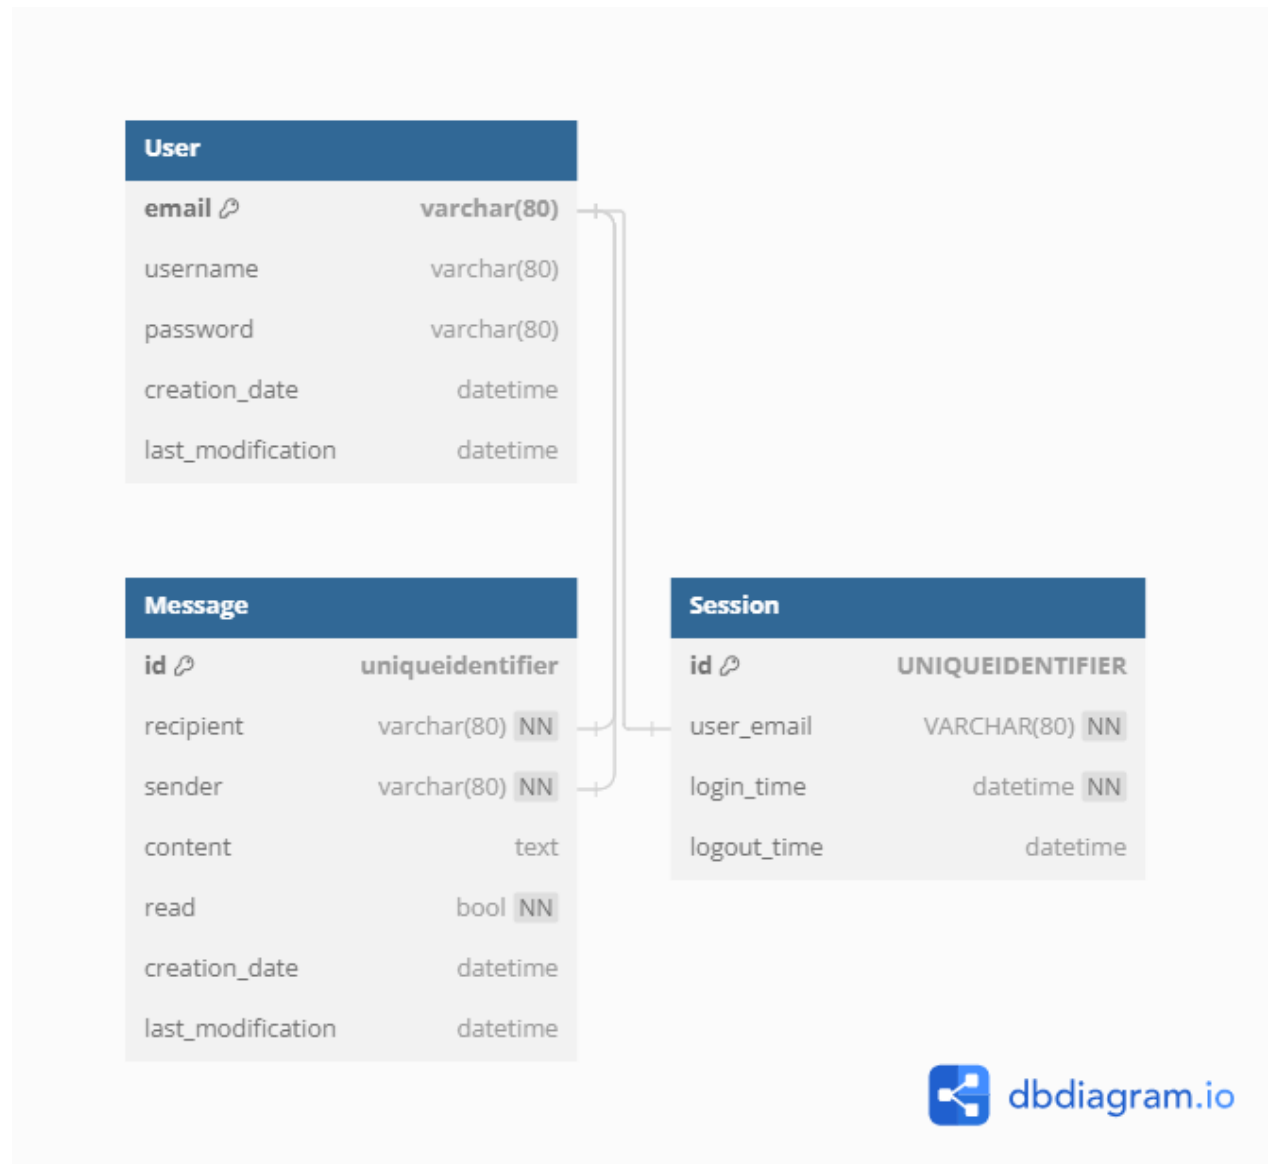 User
email varchar(80)
username varchar(80)
password varchar(80)
creation_date datetime
last_modification datetime
Message
id uniqueidentifier
recipient varchar(80) NN
sender varchar(80) NN
content text
read bool NN
creation_date datetime
last_modification datetime
Session
id UNIQUEIDENTIFIER
user_email VARCHAR(80) NN
login_time datetime NN
logout_time datetime
dbdiagram.io